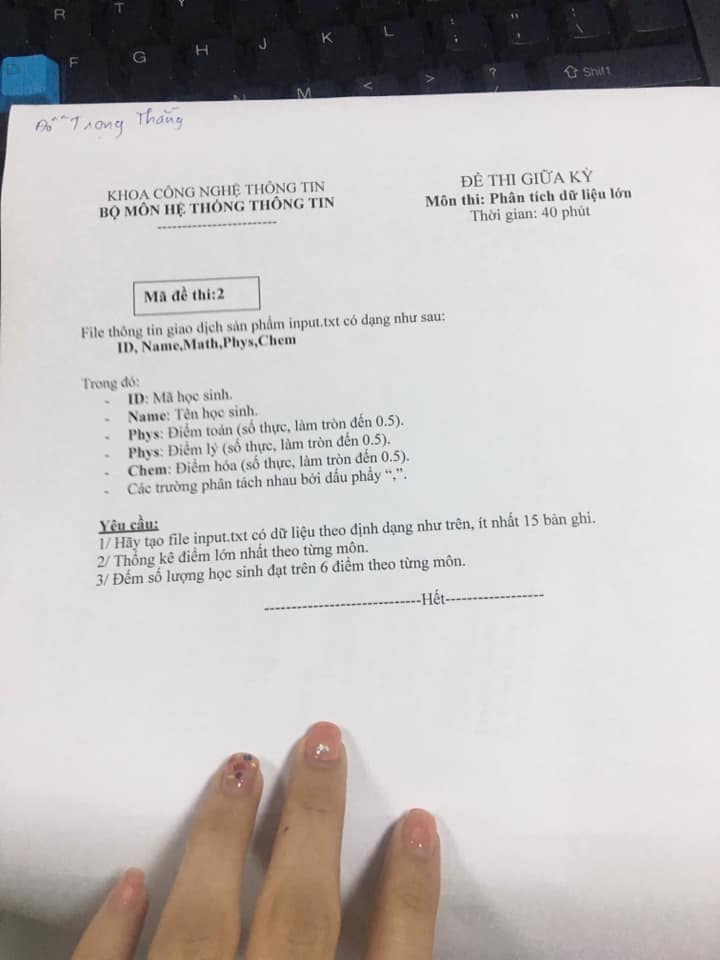 R T
F G H J K L : ; " ' | \
M < > ? / Shift
Trọng Thắng
KHOA CÔNG NGHỆ THÔNG TIN
BỘ MÔN HỆ THỐNG THÔNG TIN
-------------------------
ĐỀ THI GIỮA KỲ
Môn thi: Phân tích dữ liệu lớn
Thời gian: 40 phút
Mã đề thi:2
File thông tin giao dịch sản phẩm input.txt có dạng như sau:
ID, Name,Math,Phys,Chem
Trong đó:
- ID: Mã học sinh.
- Name: Tên học sinh.
- Phys: Điểm toán (số thực, làm tròn đến 0.5).
- Phys: Điểm lý (số thực, làm tròn đến 0.5).
- Chem: Điểm hóa (số thực, làm tròn đến 0.5).
- Các trường phân tách nhau bởi dấu phẩy “,”.
Yêu cầu:
1/ Hãy tạo file input.txt có dữ liệu theo định dạng như trên, ít nhất 15 bản ghi.
2/ Thống kê điểm lớn nhất theo từng môn.
3/ Đếm số lượng học sinh đạt trên 6 điểm theo từng môn.
-----------------------------Hết------------------